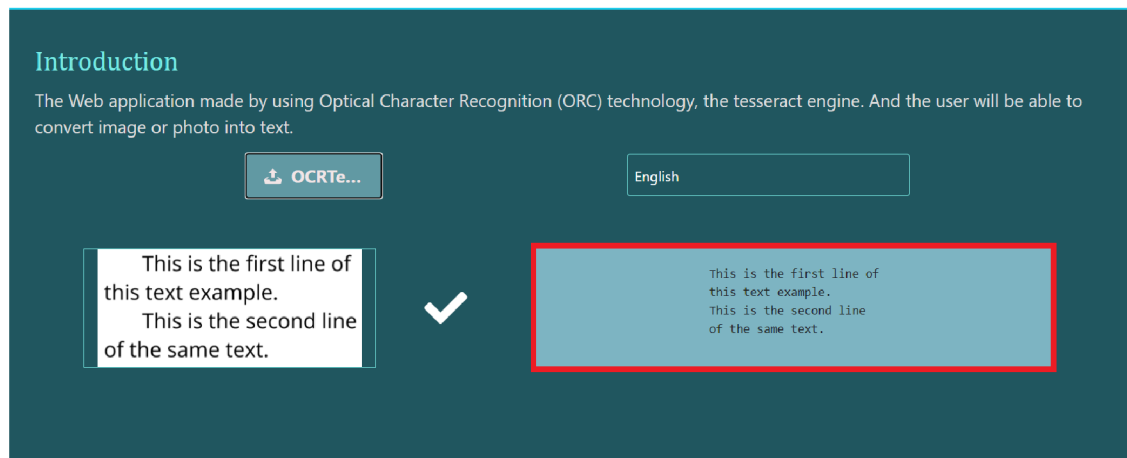 Introduction
The Web application made by using Optical Character Recognition (ORC) technology, the tesseract engine. And the user will be able to
convert image or photo into text.
OCRTe...
English
This is the first line of
this text example.
This is the second line
of the same text.
This is the first line of
this text example.
This is the second line
of the same text.